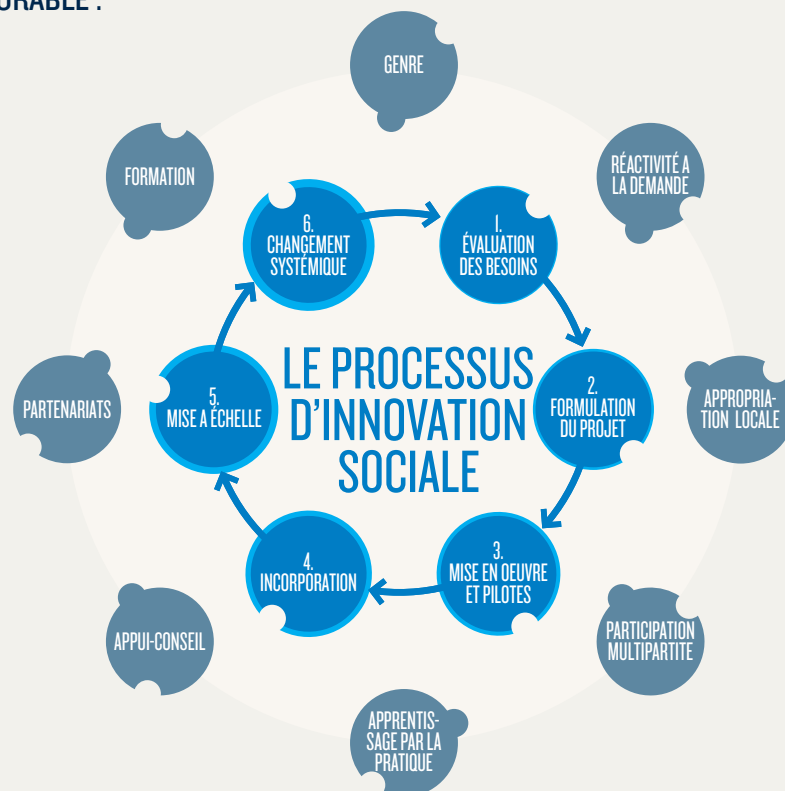 URABLE :
GENRE
RÉACTIVITÉ A
LA DEMANDE
APPROPRIA-
TION LOCALE
PARTICIPATION
MULTIPARTITE
APPRENTIS-
SAGE PAR LA
PRATIQUE
APPUI-CONSEIL
PARTENARIATS
FORMATION
LE PROCESSUS
D'INNOVATION
SOCIALE
1.
ÉVALUATION
DES BESOINS
2.
FORMULATION
DU PROJET
3.
MISE EN OEUVRE
ET PILOTES
4.
INCORPORATION
5.
MISE A ÉCHELLE
6.
CHANGEMENT
SYSTÉMIQUE